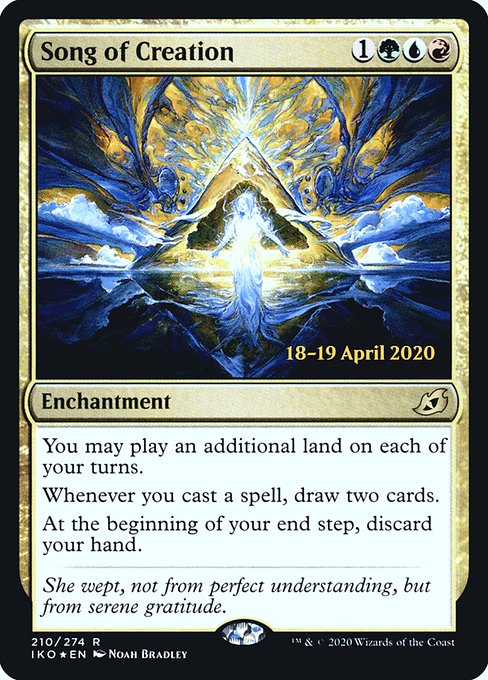 Song of Creation 1
18–19 April 2020
Enchantment
You may play an additional land on each of
your turns.
Whenever you cast a spell, draw two cards.
At the beginning of your end step, discard
your hand.
She wept, not from perfect understanding, but
from serene gratitude.
210/274 R
IKO★EN Noah Bradley
™ & © 2020 Wizards of the Coast